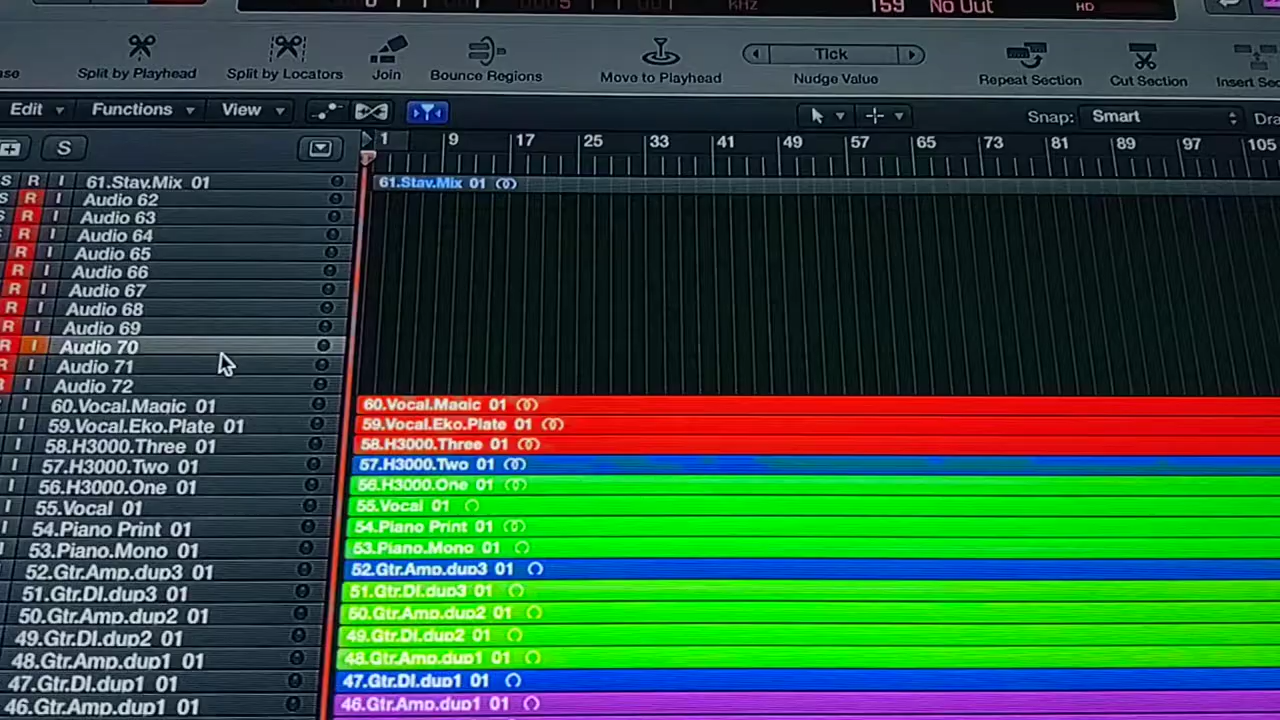 159 No Out
KHz HD
Split by Playhead Split by Locators Join Bounce Regions Move to Playhead Tick Nudge Value Repeat Section Cut Section
Edit Functions View Snap: Smart
S 1 9 17 25 33 41 49 57 65 73 81 89 97 105
S R I 61.Stav.Mix 01 61.Stav.Mix 01
S R I Audio 62
S R I Audio 63
R I Audio 64
R I Audio 65
R I Audio 66
R I Audio 67
R I Audio 68
R I Audio 69
R I Audio 70
R I Audio 71
I Audio 72
I 60.Vocal.Magic 01 60.Vocal.Magic 01
I 59.Vocal.Eko.Plate 01 59.Vocal.Eko.Plate 01
I 58.H3000.Three 01 58.H3000.Three 01
I 57.H3000.Two 01 57.H3000.Two 01
I 56.H3000.One 01 56.H3000.One 01
I 55.Vocal 01 55.Vocal 01
I 54.Piano Print 01 54.Piano Print 01
53.Piano.Mono 01 53.Piano.Mono 01
52.Gtr.Amp.dup3 01 52.Gtr.Amp.dup3 01
51.Gtr.DI.dup3 01 51.Gtr.DI.dup3 01
50.Gtr.Amp.dup2 01 50.Gtr.Amp.dup2 01
49.Gtr.DI.dup2 01 49.Gtr.DI.dup2 01
48.Gtr.Amp.dup1 01 48.Gtr.Amp.dup1 01
47.Gtr.DI.dup1 01 47.Gtr.DI.dup1 01
46.Gtr.Amp.dup1 01 46.Gtr.Amp.dup1 01